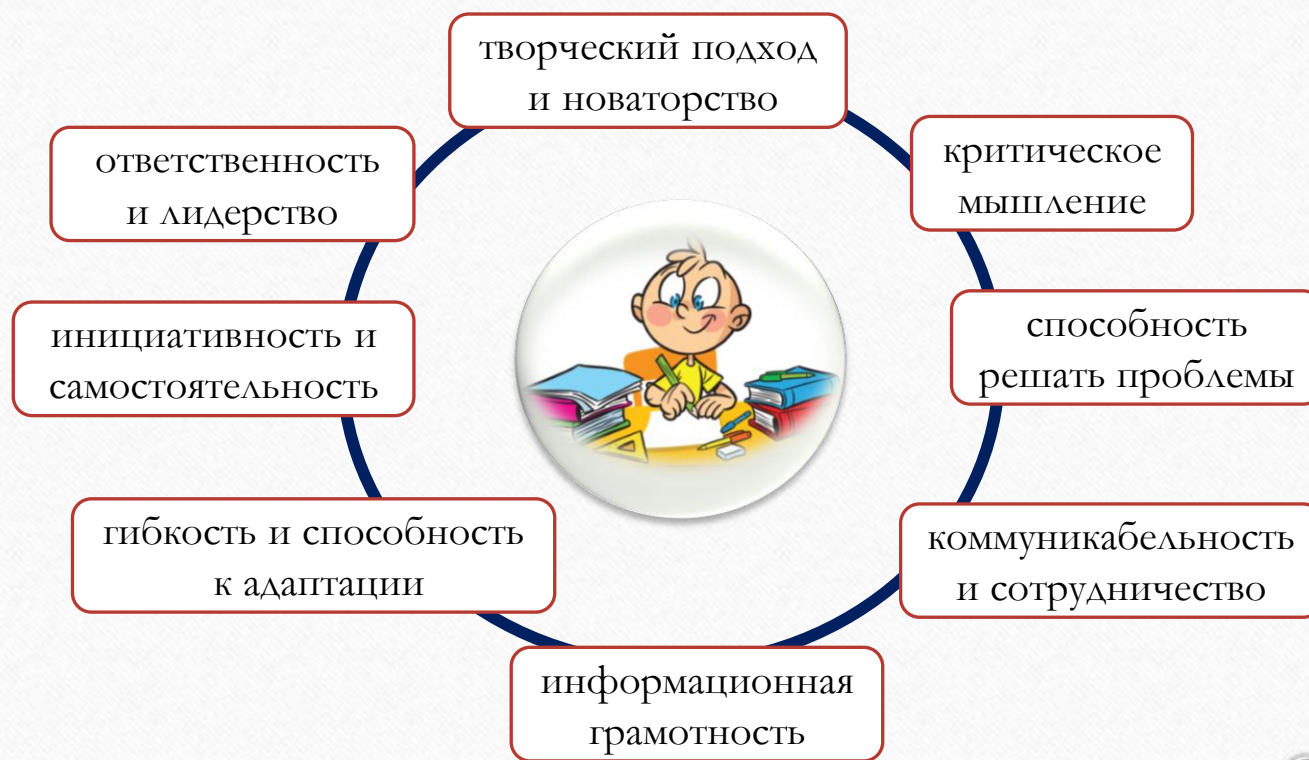 творческий подход
и новаторство
критическое
мышление
способность
решать проблемы
коммуникабельность
и сотрудничество
информационная
грамотность
гибкость и способность
к адаптации
инициативность и
самостоятельность
ответственность
и лидерство